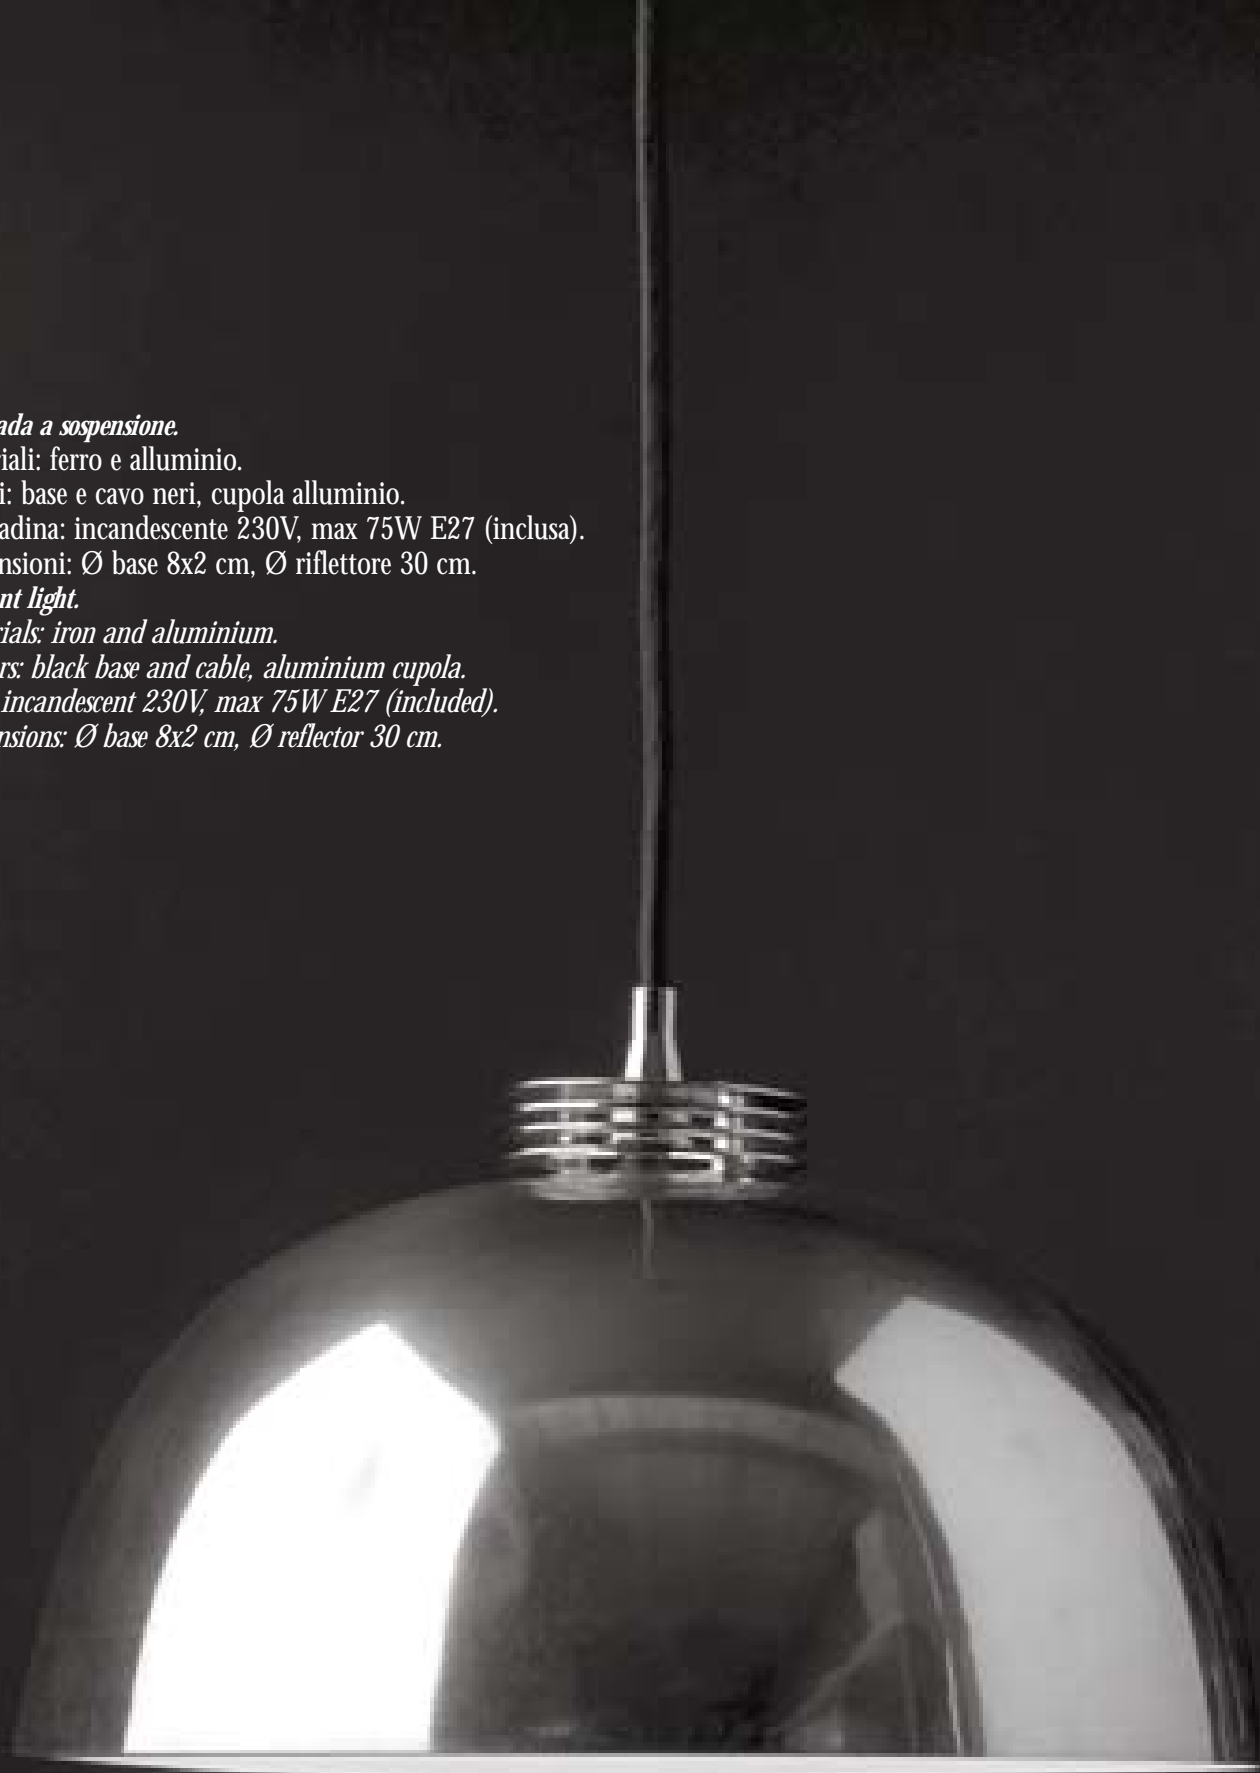 ada a sospensione.
iali: ferro e alluminio.
i: base e cavo neri, cupola alluminio.
adina: incandescente 230V, max 75W E27 (inclusa).
nsioni: Ø base 8x2 cm, Ø riflettore 30 cm.
nt light.
rials: iron and aluminium.
rs: black base and cable, aluminium cupola.
incandescent 230V, max 75W E27 (included).
nsions: Ø base 8x2 cm, Ø reflector 30 cm.